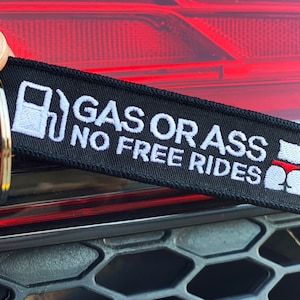 GAS OR ASS
NO FREE RIDES